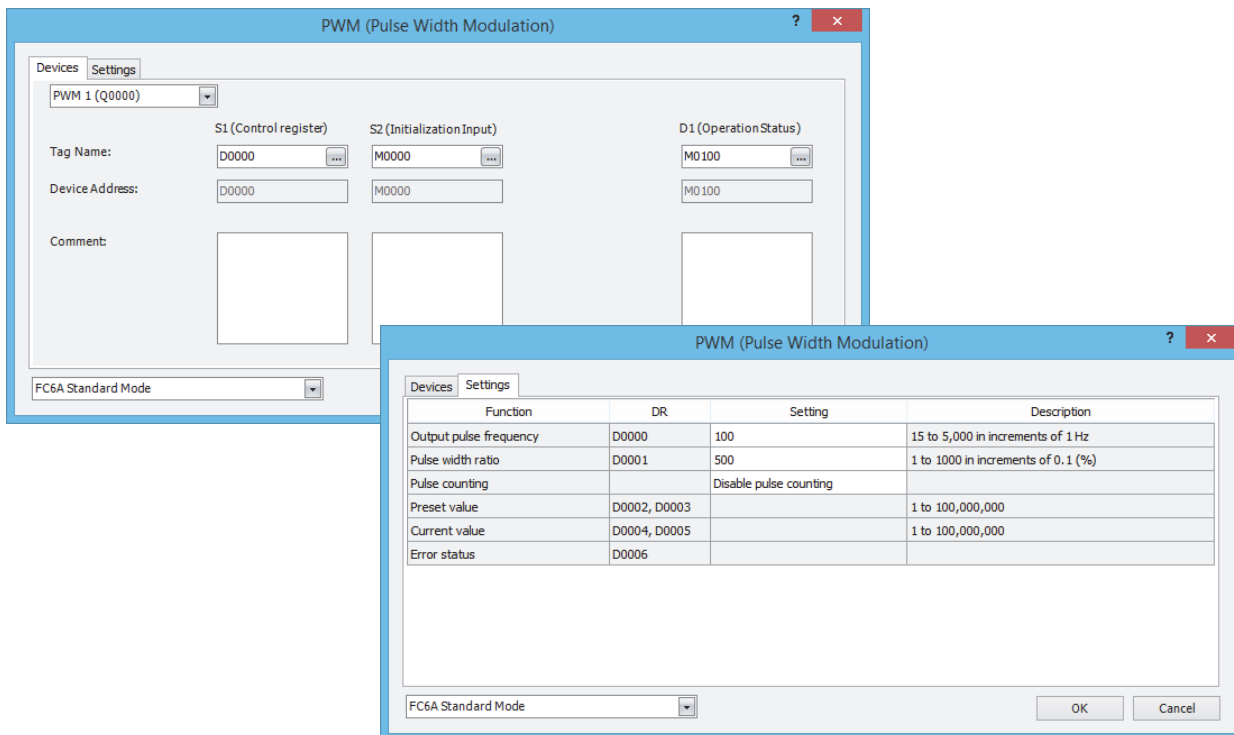 PWM (Pulse Width Modulation) ? ×
Devices Settings
PWM 1 (Q0000)
S1 (Control register) S2 (Initialization Input) D1 (Operation Status)
Tag Name: D0000 ... M0000 ... M0100 ...
Device Address: D0000 M0000 M0100
Comment:
FC6A Standard Mode
PWM (Pulse Width Modulation) ? ×
Devices Settings
Function DR Setting Description
Output pulse frequency D0000 100 15 to 5,000 in increments of 1 Hz
Pulse width ratio D0001 500 1 to 1000 in increments of 0.1 (%)
Pulse counting Disable pulse counting
Preset value D0002, D0003 1 to 100,000,000
Current value D0004, D0005 1 to 100,000,000
Error status D0006
FC6A Standard Mode OK Cancel